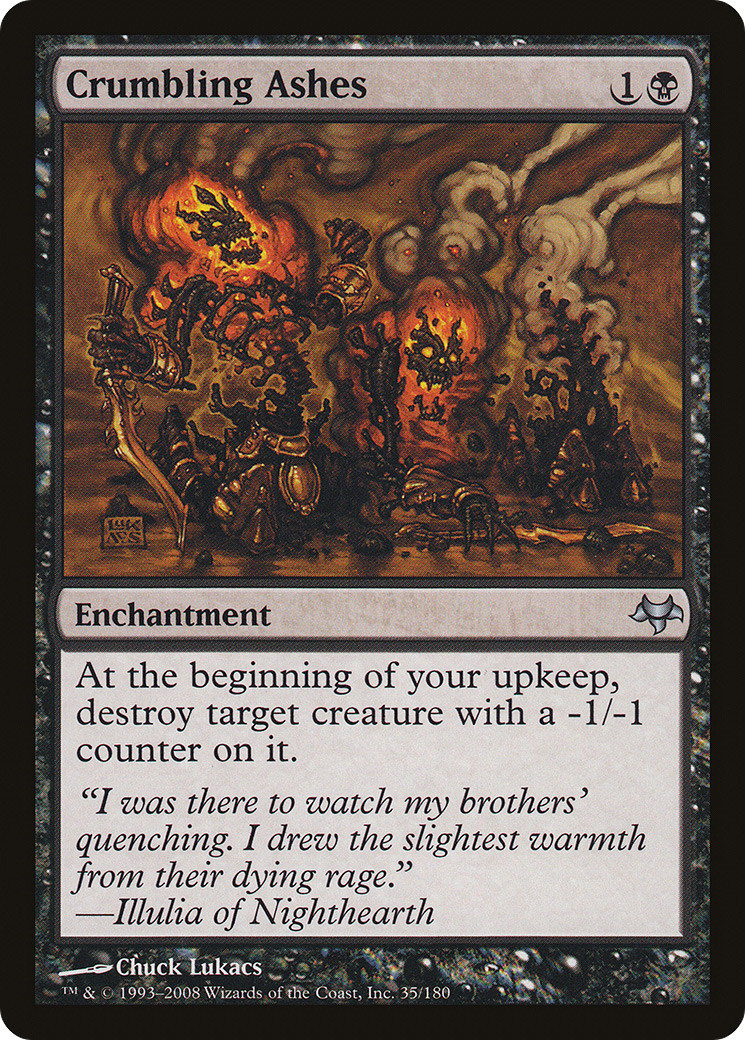 Crumbling Ashes 1
Enchantment
At the beginning of your upkeep,
destroy target creature with a -1/-1
counter on it.
“I was there to watch my brothers’
quenching. I drew the slightest warmth
from their dying rage.”
—Illulia of Nighthearth
Chuck Lukacs
™ & © 1993–2008 Wizards of the Coast, Inc. 35/180